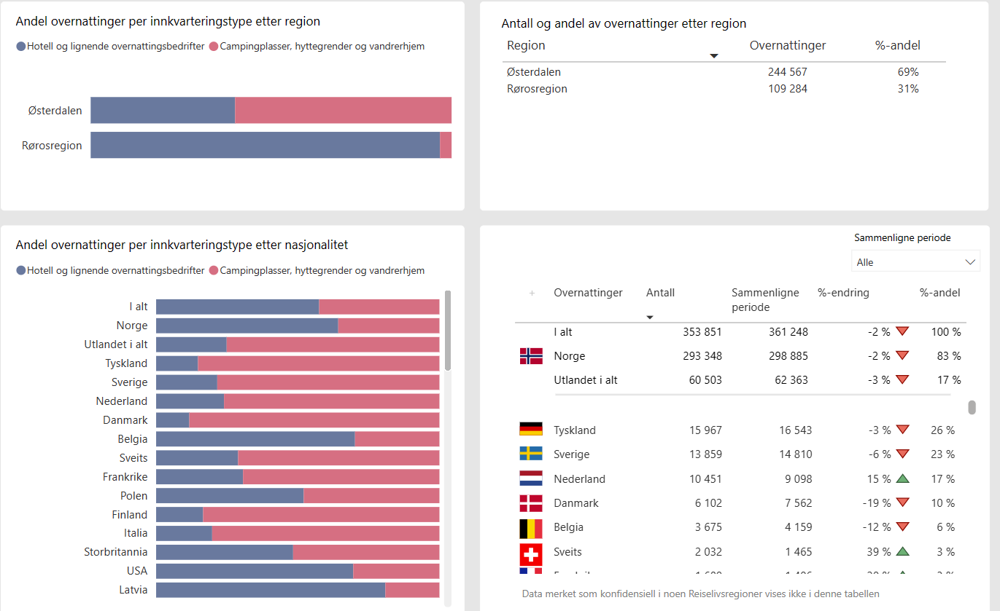 Andel overnattinger per innkvarteringstype etter region
Hotell og lignende overnattingsbedrifter Campingplasser, hyttegrender og vandrerhjem
Østerdalen
Rørosregion
Antall og andel av overnattinger etter region
Region Overnattinger %-andel
Østerdalen 244 567 69%
Rørosregion 109 284 31%
Andel overnattinger per innkvarteringstype etter nasjonalitet
Hotell og lignende overnattingsbedrifter Campingplasser, hyttegrender og vandrerhjem
I alt
Norge
Utlandet i alt
Tyskland
Sverige
Nederland
Danmark
Belgia
Sveits
Frankrike
Polen
Finland
Italia
Storbritannia
USA
Latvia
Sammenligne periode
Alle
+ Overnattinger Antall Sammenligne periode %-endring %-andel
I alt 353 851 361 248 -2 % 100 %
Norge 293 348 298 885 -2 % 83 %
Utlandet i alt 60 503 62 363 -3 % 17 %
Tyskland 15 967 16 543 -3 % 26 %
Sverige 13 859 14 810 -6 % 23 %
Nederland 10 451 9 098 15 % 17 %
Danmark 6 102 7 562 -19 % 10 %
Belgia 3 675 4 159 -12 % 6 %
Sveits 2 032 1 465 39 % 3 %
Data merket som konfidensiell i noen Reiselivsregioner vises ikke i denne tabellen